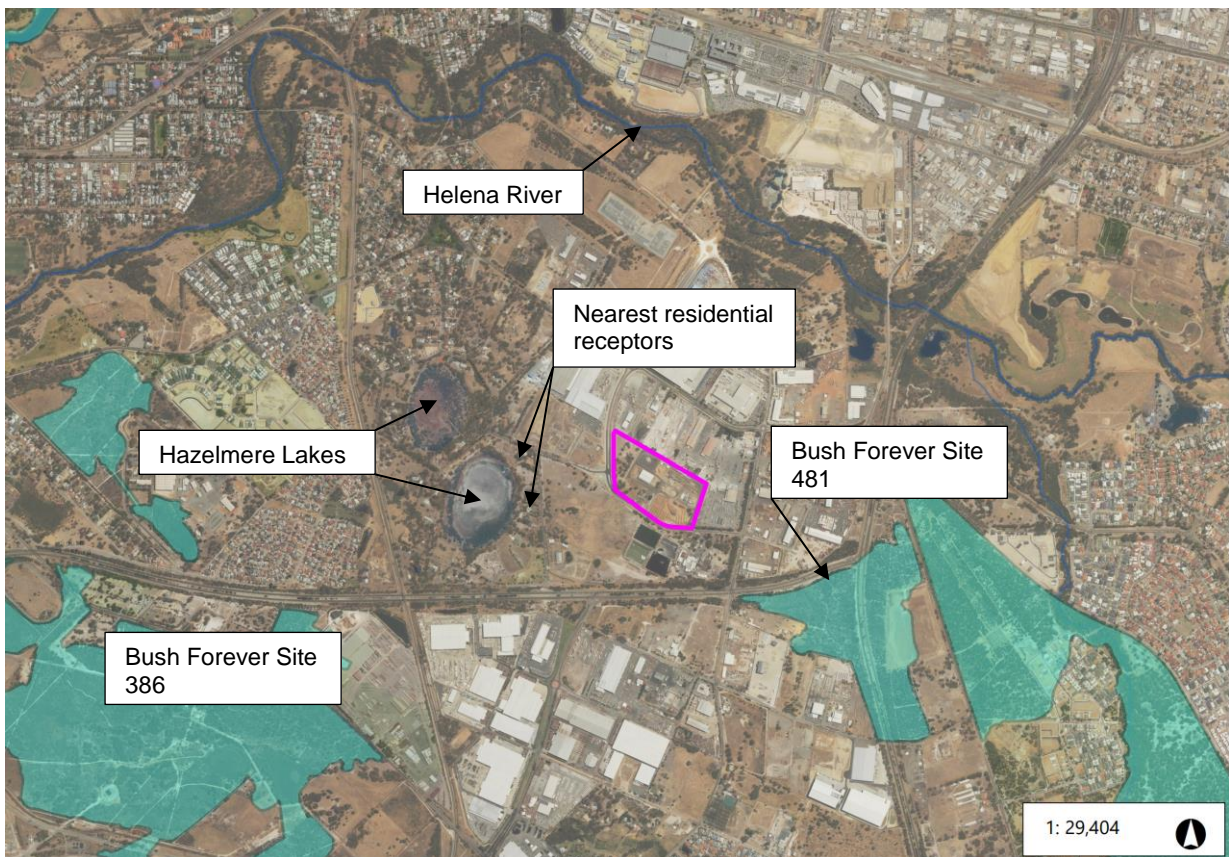 Helena River
Nearest residential
receptors
Hazelmere Lakes
Bush Forever Site
481
Bush Forever Site
386
1: 29,404